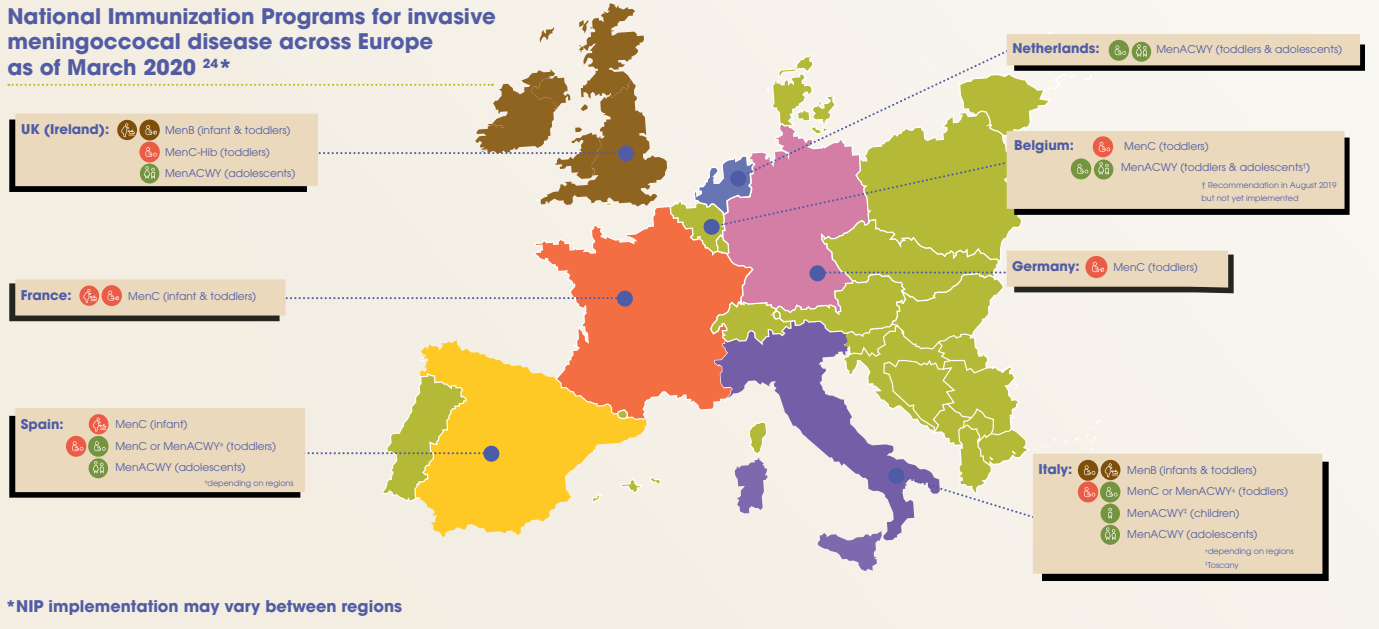 National Immunization Programs for invasive
meningoccocal disease across Europe
as of March 2020 24*
UK (Ireland): MenB (infant & toddlers)
MenC-Hib (toddlers)
MenACWY (adolescents)
France: MenC (infant & toddlers)
Spain: MenC (infant)
MenC or MenACWY* (toddlers)
MenACWY (adolescents)
*depending on regions
Netherlands: MenACWY (toddlers & adolescents)
Belgium: MenC (toddlers)
MenACWY (toddlers & adolescents†)
† Recommendation in August 2019
but not yet implemented
Germany: MenC (toddlers)
Italy: MenB (infants & toddlers)
MenC or MenACWY* (toddlers)
MenACWY‡ (children)
MenACWY (adolescents)
*depending on regions
‡Toscany
*NIP implementation may vary between regions